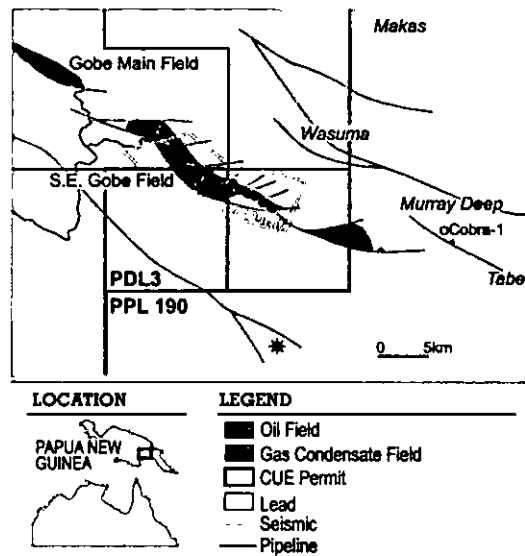 Makas
Gobe Main Field
Wasuma
S.E. Gobe Field
Murray Deep
oCobra-1
Tabe
PDL3
PPL 190
0 5km
LOCATION
PAPUA NEW
GUINEA
LEGEND
Oil Field
Gas Condensate Field
CUE Permit
Lead
Seismic
Pipeline